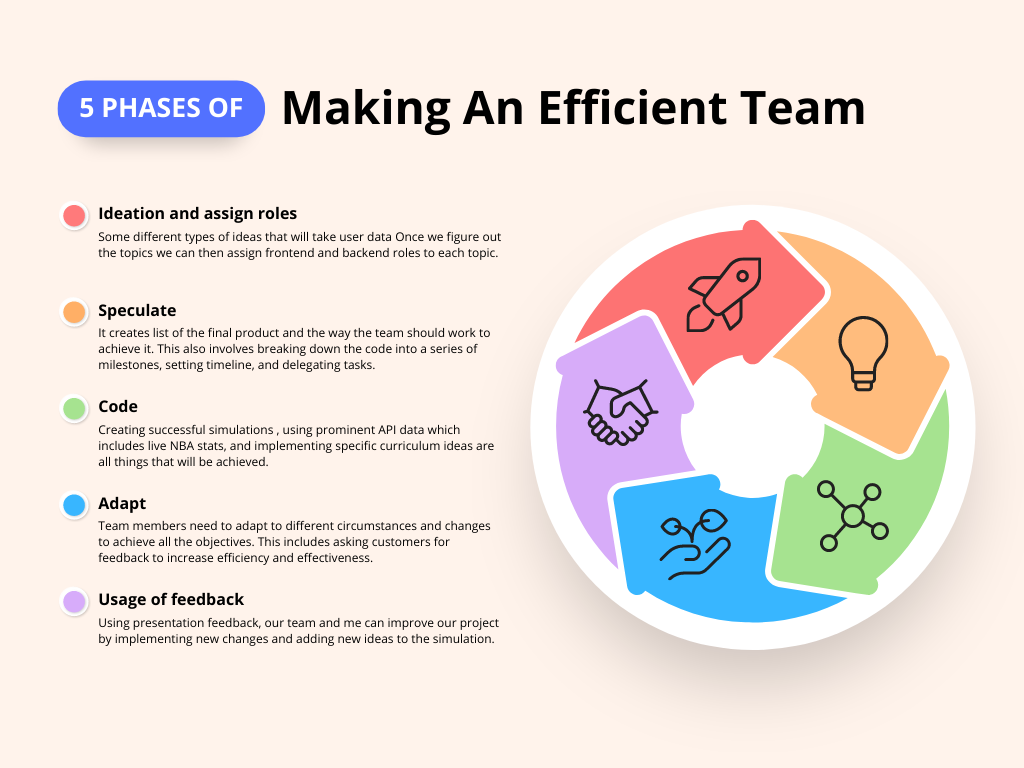 5 PHASES OF Making An Efficient Team
Ideation and assign roles
Some different types of ideas that will take user data Once we figure out
the topics we can then assign frontend and backend roles to each topic.
Speculate
It creates list of the final product and the way the team should work to
achieve it. This also involves breaking down the code into a series of
milestones, setting timeline, and delegating tasks.
Code
Creating successful simulations , using prominent API data which
includes live NBA stats, and implementing specific curriculum ideas are
all things that will be achieved.
Adapt
Team members need to adapt to different circumstances and changes
to achieve all the objectives. This includes asking customers for
feedback to increase efficiency and effectiveness.
Usage of feedback
Using presentation feedback, our team and me can improve our project
by implementing new changes and adding new ideas to the simulation.